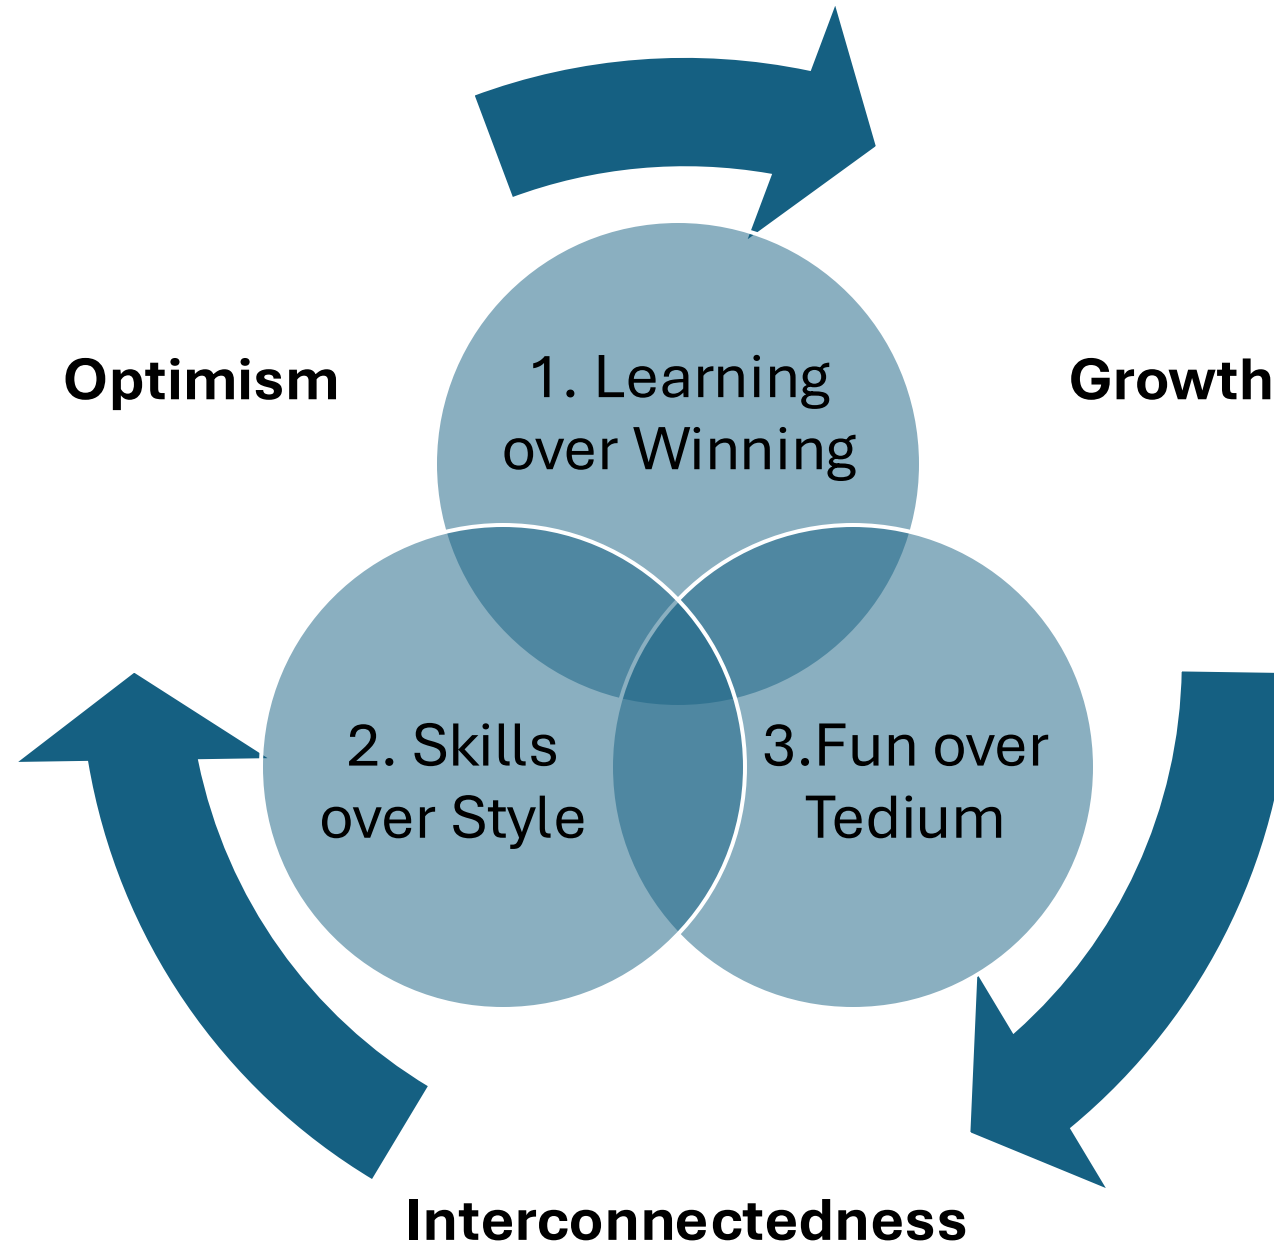 Optimism
Growth
1. Learning
over Winning
2. Skills
over Style
3.Fun over
Tedium
Interconnectedness